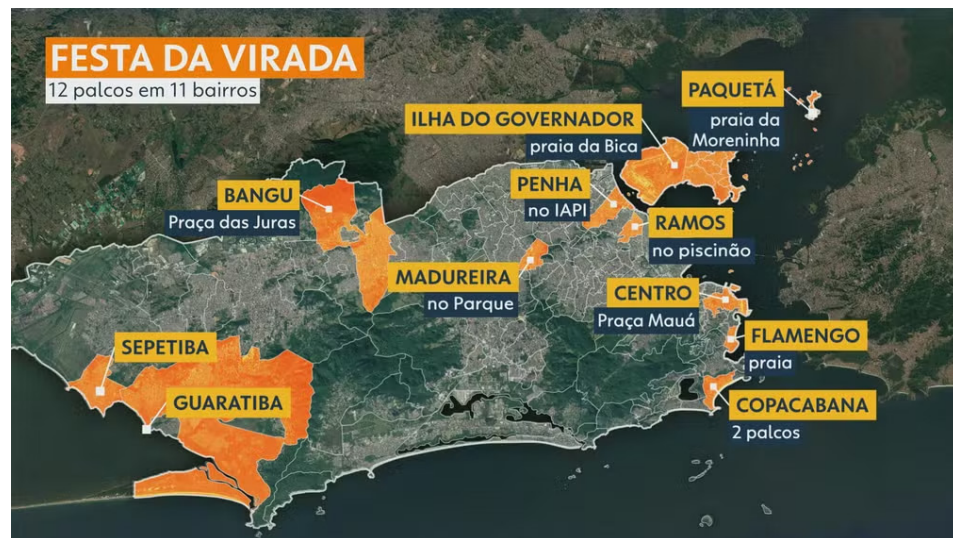 FESTA DA VIRADA
12 palcos em 11 bairros
PAQUETÁ
praia da
Moreninha
ILHA DO GOVERNADOR
praia da Bica
PENHA
no IAPI
BANGU
Praça das Juras
RAMOS
no piscinão
MADUREIRA
no Parque
CENTRO
Praça Mauá
FLAMENGO
praia
SEPETIBA
GUARATIBA
COPACABANA
2 palcos